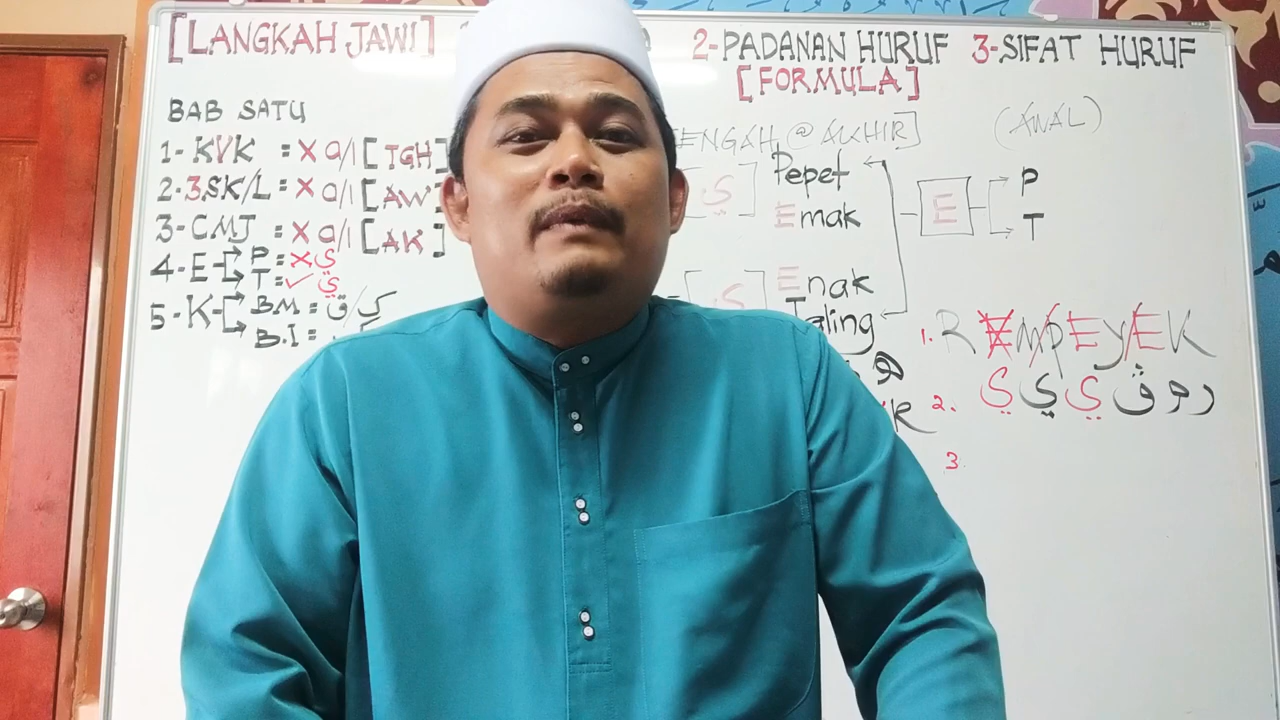 [LANGKAH JAWI] 2-PADANAN HURUF 3-SIFAT HURUF
[FORMULA]
BAB SATU
1-KVK = X a/i [TGH]
2-3SK/L = X a/i [AW]
3-CMJ = X a/i [AK]
4-E P = X ي
T = ✓ ي
5-K BM = ق/ک
B.I =
ENGAH @ AKHIR]
(AWAL)
[ي]
Pepet
Emak
E
P
T
[ي]
Enak
Taling
1. REMPEYEK
2. روڤييي
3.